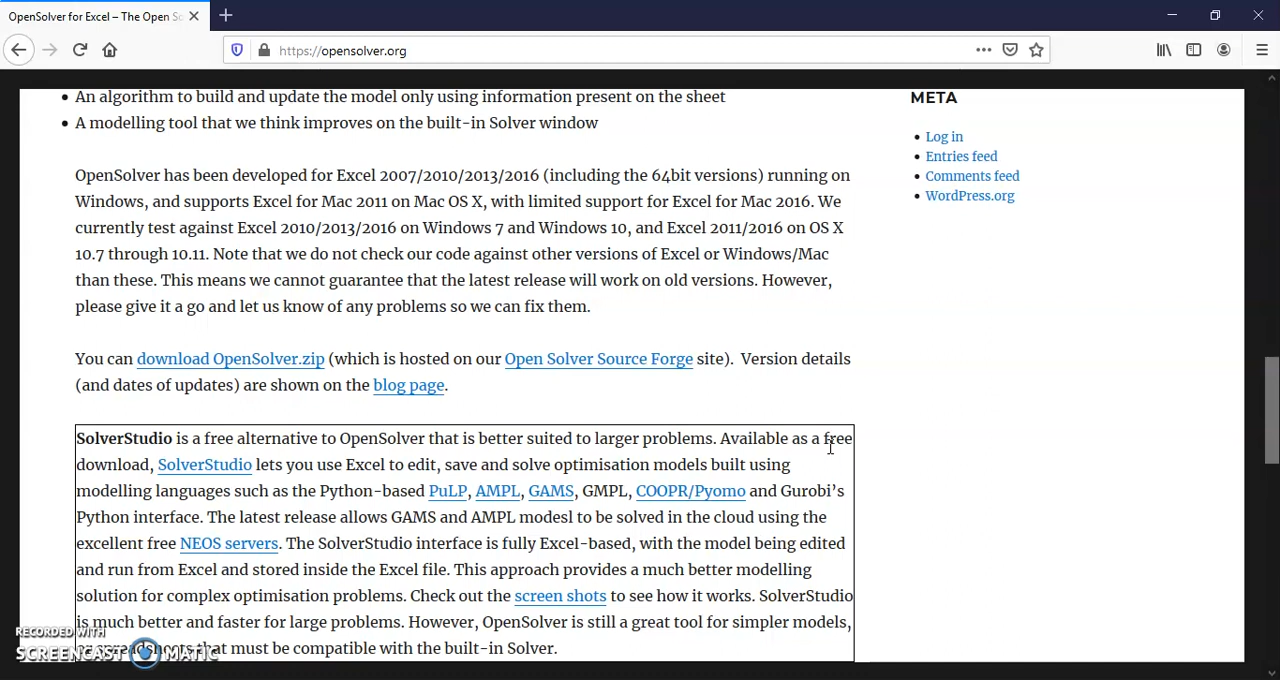 OpenSolver for Excel – The Open So
https://opensolver.org
An algorithm to build and update the model only using information present on the sheet
A modelling tool that we think improves on the built-in Solver window
OpenSolver has been developed for Excel 2007/2010/2013/2016 (including the 64bit versions) running on
Windows, and supports Excel for Mac 2011 on Mac OS X, with limited support for Excel for Mac 2016. We
currently test against Excel 2010/2013/2016 on Windows 7 and Windows 10, and Excel 2011/2016 on OS X
10.7 through 10.11. Note that we do not check our code against other versions of Excel or Windows/Mac
than these. This means we cannot guarantee that the latest release will work on old versions. However,
please give it a go and let us know of any problems so we can fix them.
You can download OpenSolver.zip (which is hosted on our Open Solver Source Forge site).  Version details
(and dates of updates) are shown on the blog page.
SolverStudio is a free alternative to OpenSolver that is better suited to larger problems. Available as a free
download, SolverStudio lets you use Excel to edit, save and solve optimisation models built using
modelling languages such as the Python-based PuLP, AMPL, GAMS, GMPL, COOPR/Pyomo and Gurobi's
Python interface. The latest release allows GAMS and AMPL modesl to be solved in the cloud using the
excellent free NEOS servers. The SolverStudio interface is fully Excel-based, with the model being edited
and run from Excel and stored inside the Excel file. This approach provides a much better modelling
solution for complex optimisation problems. Check out the screen shots to see how it works. SolverStudio
is much better and faster for large problems. However, OpenSolver is still a great tool for simpler models,
that must be compatible with the built-in Solver.
META
Log in
Entries feed
Comments feed
WordPress.org
RECORDED WITH
SCREENCAST MATIC